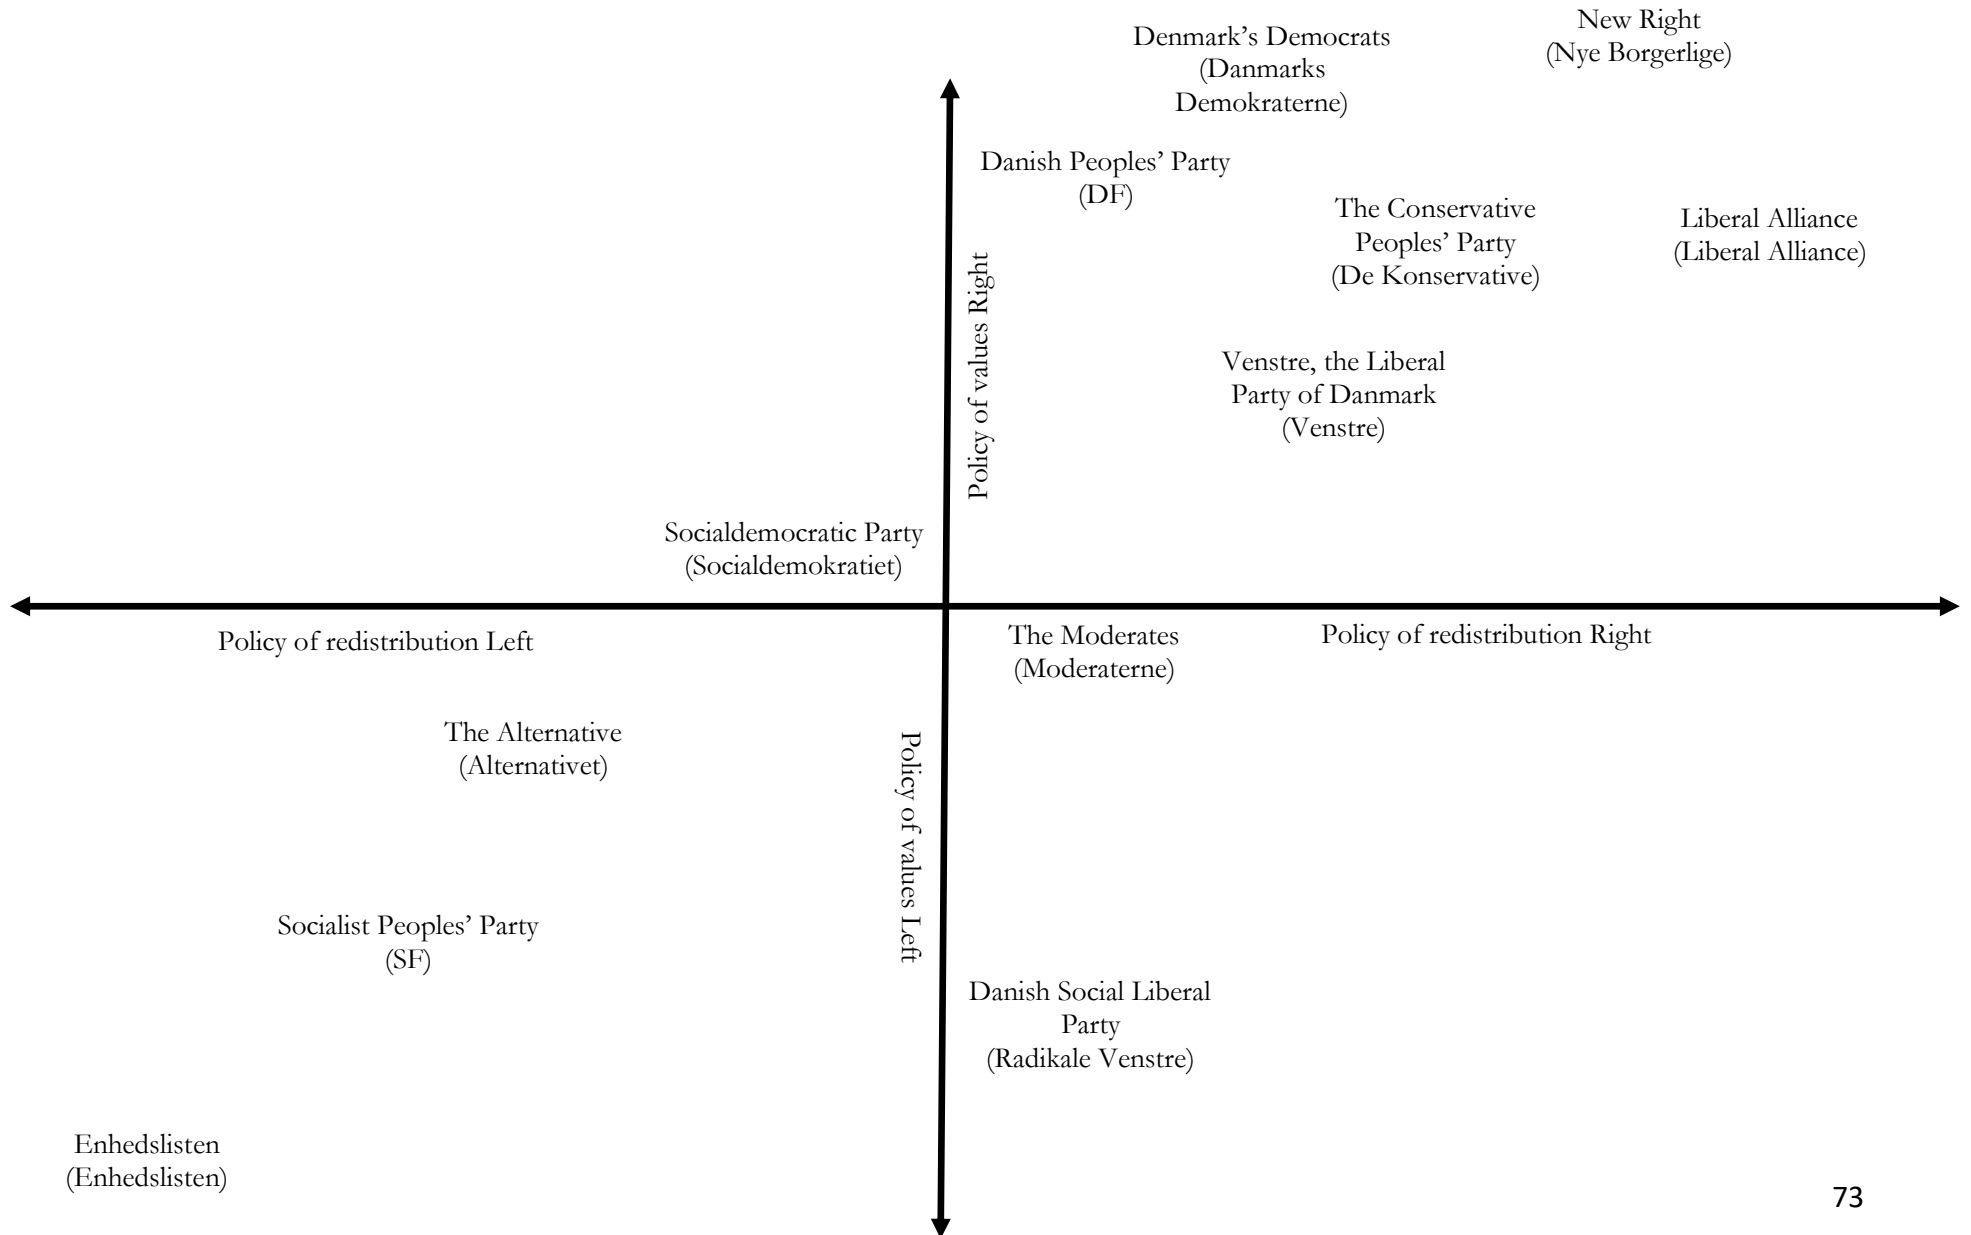 New Right
(Nye Borgerlige)
Denmark’s Democrats
(Danmarks
Demokraterne)
Danish Peoples’ Party
(DF)
The Conservative
Peoples’ Party
(De Konservative)
Liberal Alliance
(Liberal Alliance)
Policy of values Right
Venstre, the Liberal
Party of Danmark
(Venstre)
Socialdemocratic Party
(Socialdemokratiet)
Policy of redistribution Left
The Moderates
(Moderaterne)
Policy of redistribution Right
The Alternative
(Alternativet)
Policy of values Left
Socialist Peoples’ Party
(SF)
Danish Social Liberal
Party
(Radikale Venstre)
Enhedslisten
(Enhedslisten)
73